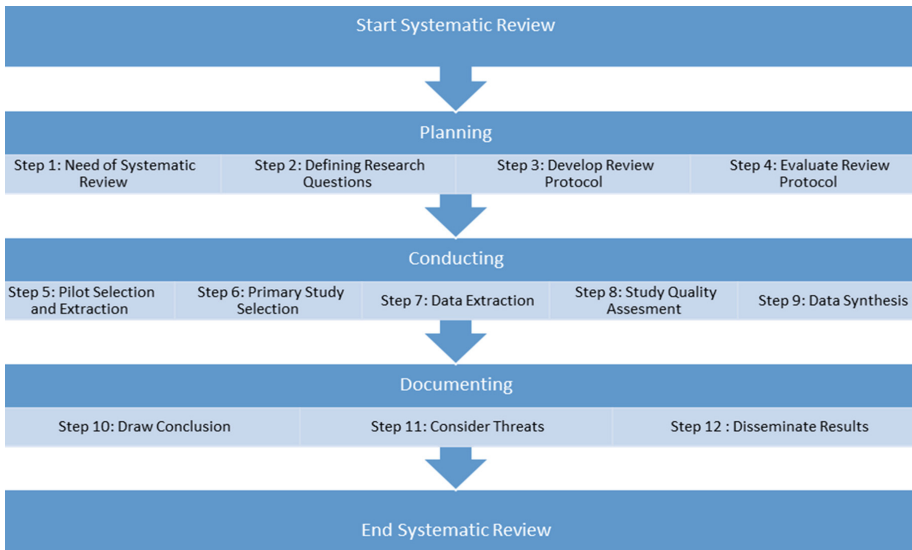 Start Systematic Review
Planning
Step 1: Need of Systematic
Review
Step 2: Defining Research
Questions
Step 3: Develop Review
Protocol
Step 4: Evaluate Review
Protocol
Conducting
Step 5: Pilot Selection
and Extraction
Step 6: Primary Study
Selection
Step 7: Data Extraction
Step 8: Study Quality
Assesment
Step 9: Data Synthesis
Documenting
Step 10: Draw Conclusion
Step 11: Consider Threats
Step 12 : Disseminate Results
End Systematic Review